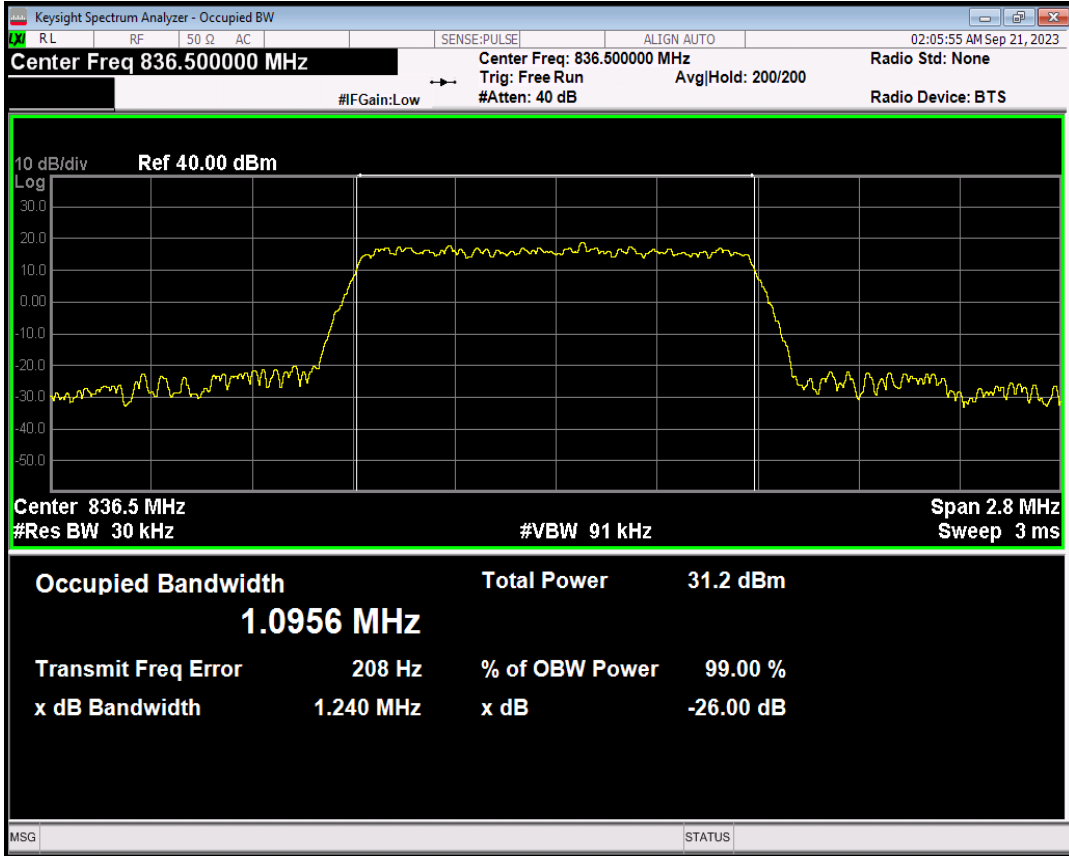 Keysight Spectrum Analyzer - Occupied BW
LXI RL RF 50 Ω AC SENSE:PULSE ALIGN AUTO 02:05:55 AM Sep 21, 2023
Center Freq 836.500000 MHz Center Freq: 836.500000 MHz Radio Std: None
Trig: Free Run Avg|Hold: 200/200
#IFGain:Low #Atten: 40 dB Radio Device: BTS
10 dB/div Ref 40.00 dBm
Log
30.0
20.0
10.0
0.00
-10.0
-20.0
-30.0
-40.0
-50.0
Center 836.5 MHz Span 2.8 MHz
#Res BW 30 kHz #VBW 91 kHz Sweep 3 ms
Occupied Bandwidth Total Power 31.2 dBm
1.0956 MHz
Transmit Freq Error 208 Hz % of OBW Power 99.00 %
x dB Bandwidth 1.240 MHz x dB -26.00 dB
MSG STATUS